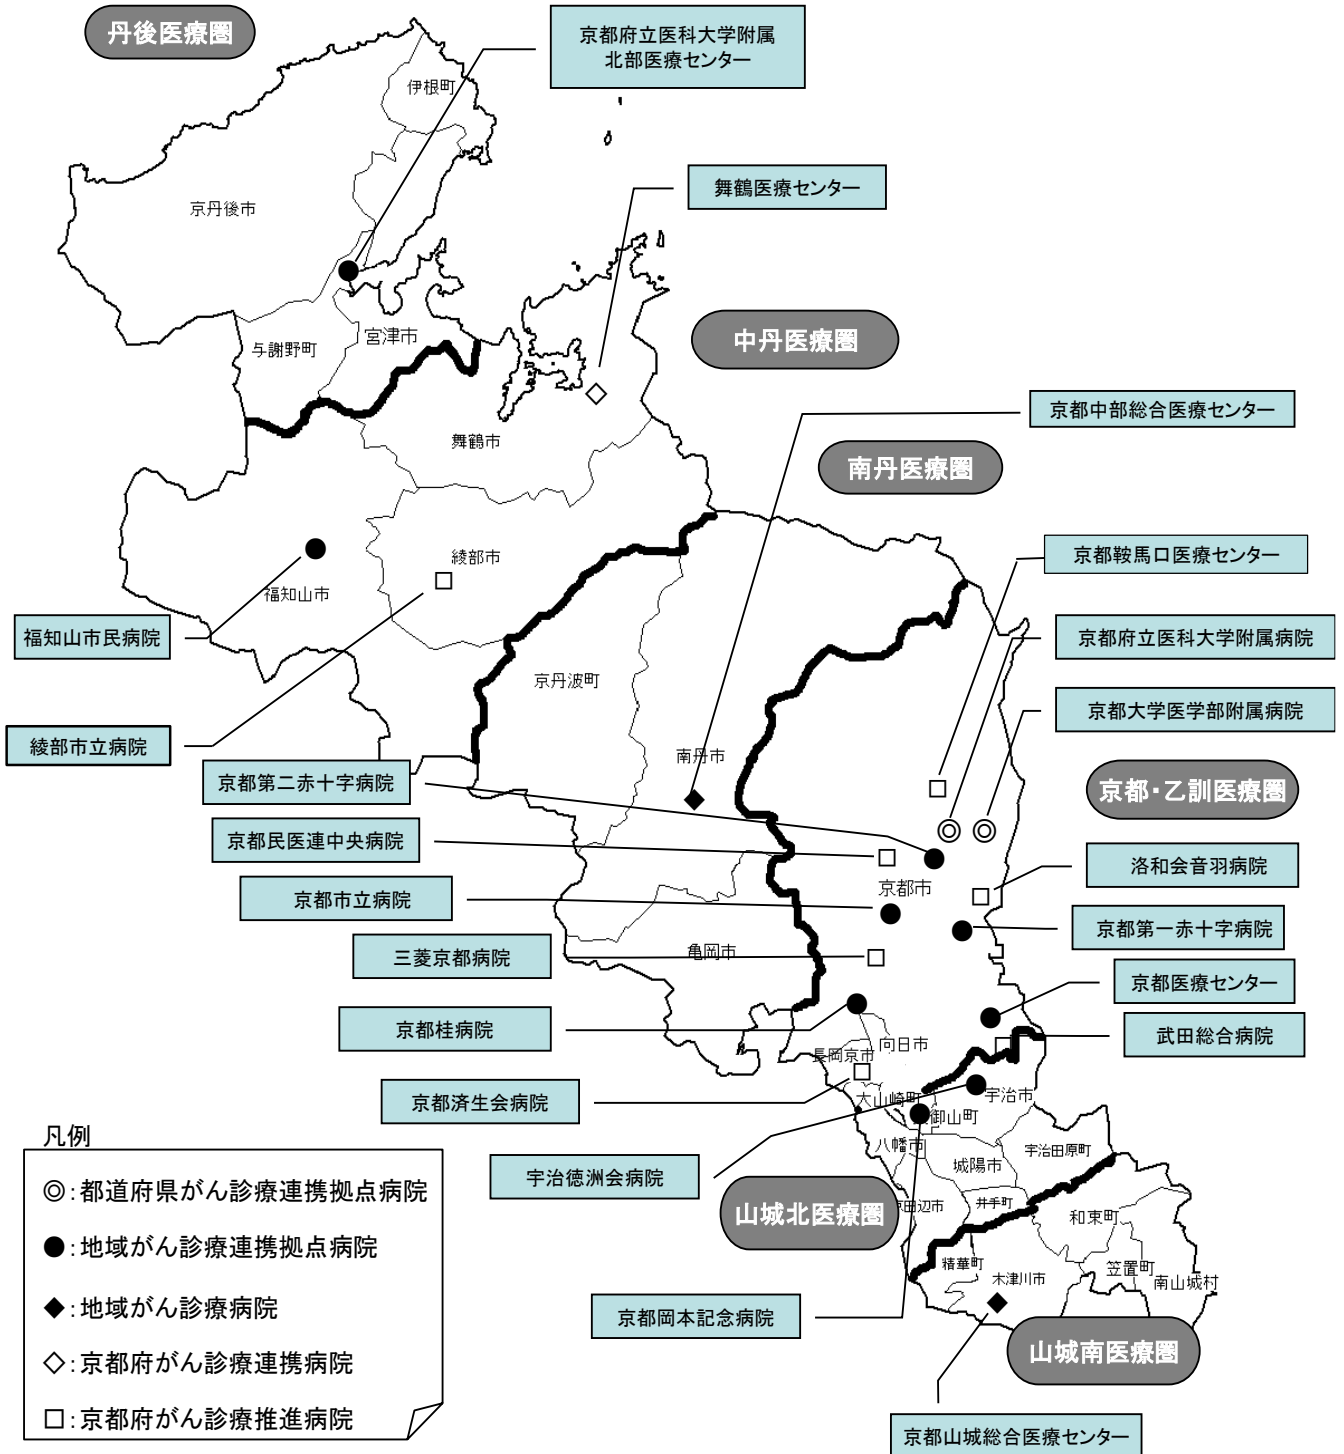 丹後医療圏
京都府立医科大学附属
北部医療センター
伊根町
舞鶴医療センター
京丹後市
中丹医療圏
宮津市
与謝野町
京都中部総合医療センター
舞鶴市
南丹医療圏
綾部市
京都鞍馬口医療センター
福知山市
福知山市民病院
京都府立医科大学附属病院
京丹波町
京都大学医学部附属病院
綾部市立病院
南丹市
京都第二赤十字病院
京都・乙訓医療圏
京都民医連中央病院
洛和会音羽病院
京都市
京都市立病院
京都第一赤十字病院
亀岡市
三菱京都病院
京都医療センター
京都桂病院
武田総合病院
向日市
長岡京市
京都済生会病院
大山崎町
宇治市
御山町
凡例
八幡市
宇治田原町
城陽市
宇治徳洲会病院
◎:都道府県がん診療連携拠点病院
田辺市
井手町
山城北医療圏
和束町
●:地域がん診療連携拠点病院
精華町
笠置町
木津川市
南山城村
◆:地域がん診療病院
京都岡本記念病院
山城南医療圏
◇:京都府がん診療連携病院
□:京都府がん診療推進病院
京都山城総合医療センター